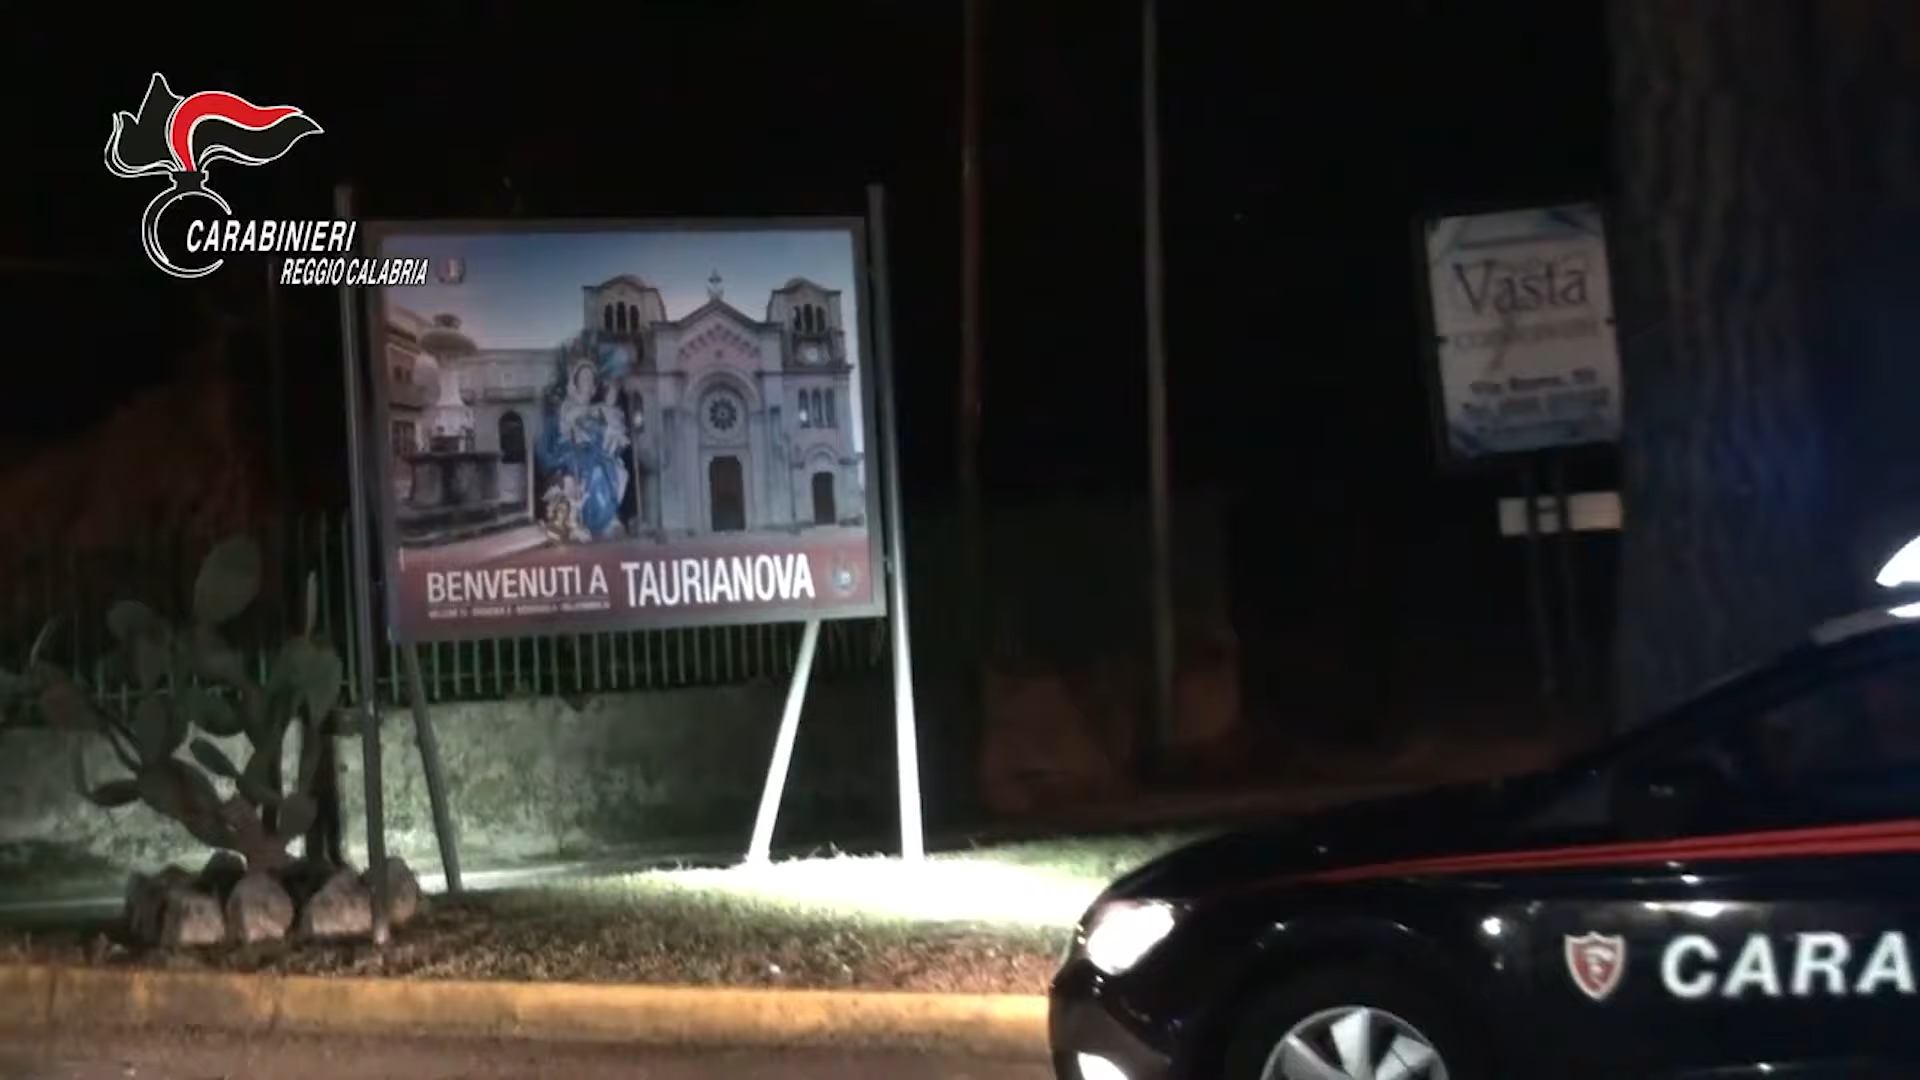 CARABINIERI
REGGIO CALABRIA
BENVENUTI A TAURIANOVA
Vasta
CARA